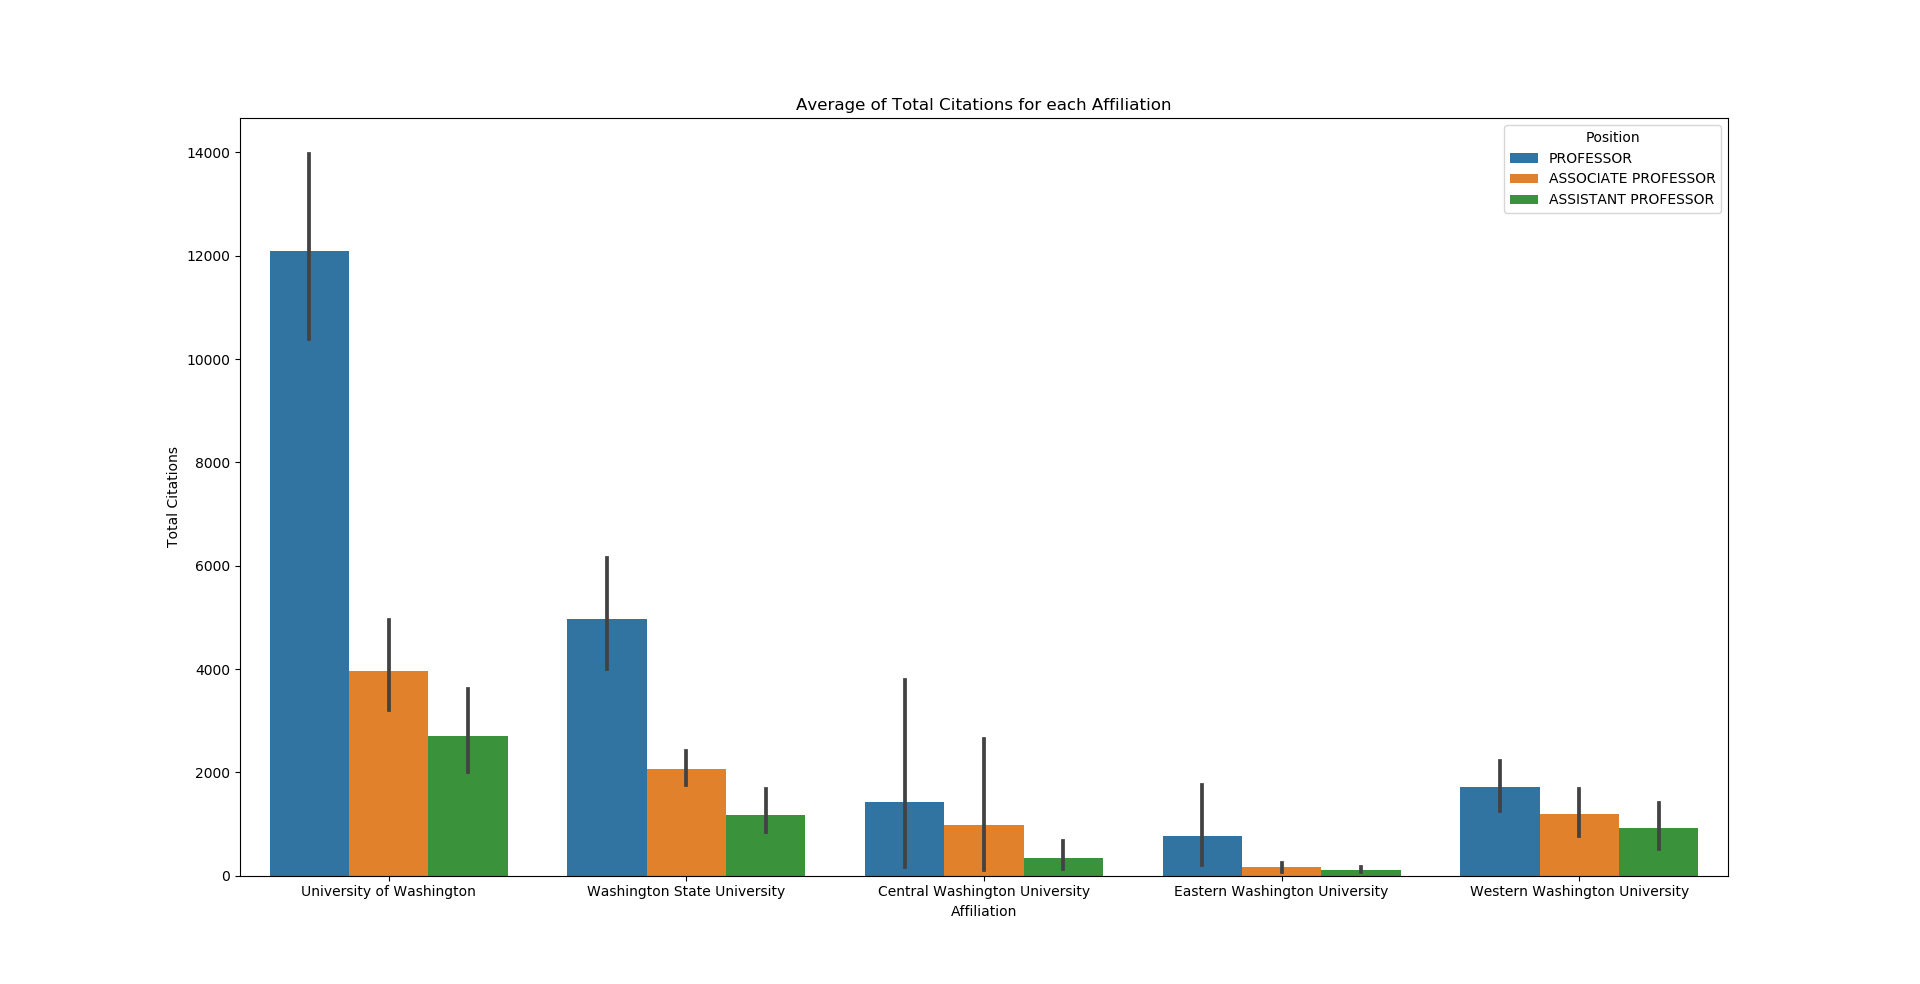 Average of Total Citations for each Affiliation
Position
PROFESSOR
ASSOCIATE PROFESSOR
ASSISTANT PROFESSOR
14000
12000
10000
8000
6000
4000
2000
0
Total Citations
University of Washington
Washington State University
Central Washington University
Eastern Washington University
Western Washington University
Affiliation